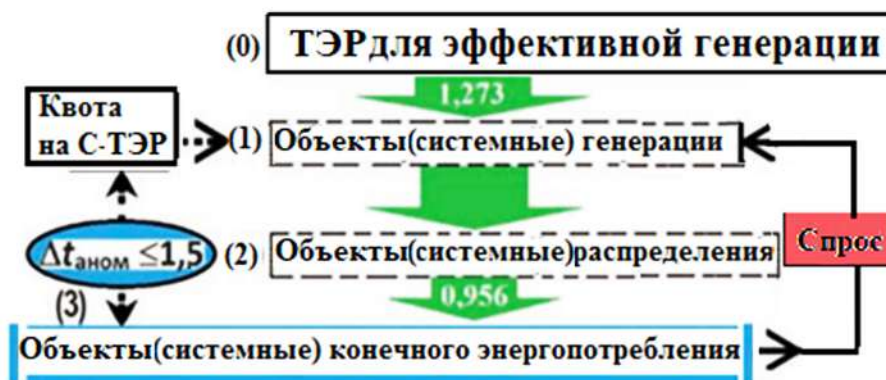 (0) ТЭРдля эффективной генерации
1,273
Квота
на С-ТЭР
(1) Объекты(системные) генерации
Δtаном ≤1,5
(2) Объекты(системные)распределения
Спрос
(3)
0,956
Объекты(системные) конечного энергопотребления